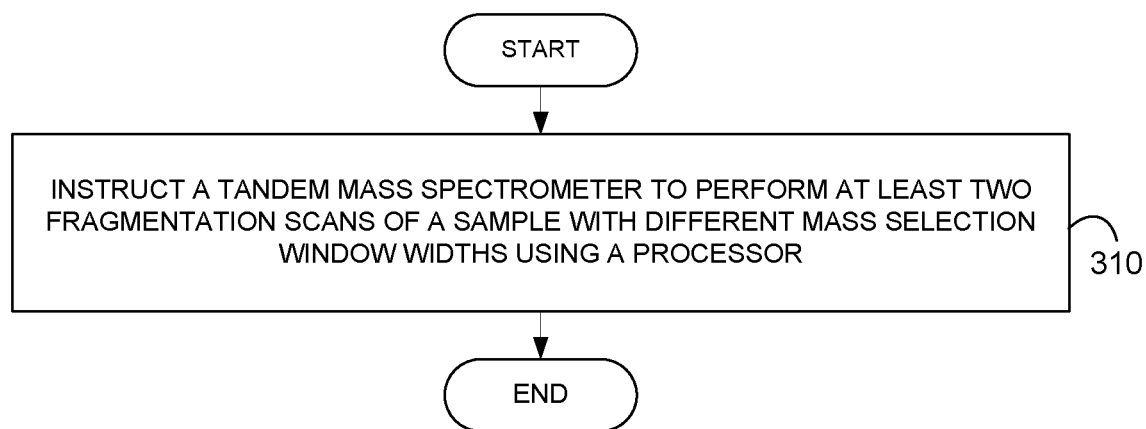 START
INSTRUCT A TANDEM MASS SPECTROMETER TO PERFORM AT LEAST TWO
FRAGMENTATION SCANS OF A SAMPLE WITH DIFFERENT MASS SELECTION
WINDOW WIDTHS USING A PROCESSOR
310
END